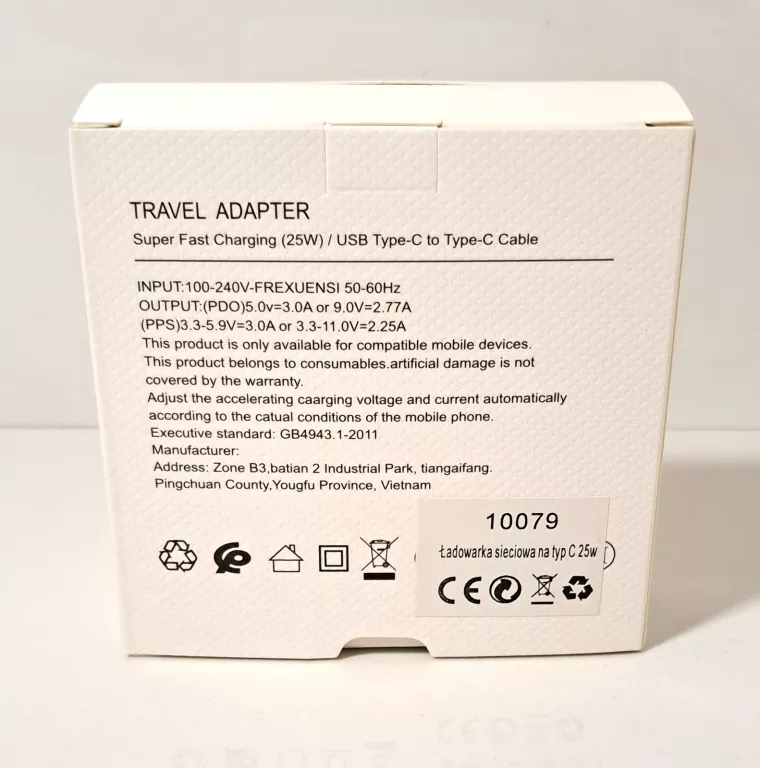 TRAVEL ADAPTER
Super Fast Charging (25W) / USB Type-C to Type-C Cable
INPUT:100-240V-FREXUENSI 50-60Hz
OUTPUT:(PDO)5.0v=3.0A or 9.0V=2.77A
(PPS)3.3-5.9V=3.0A or 3.3-11.0V=2.25A
This product is only available for compatible mobile devices.
This product belongs to consumables.artificial damage is not
covered by the warranty.
Adjust the accelerating caarging voltage and current automatically
according to the catual conditions of the mobile phone.
Executive standard: GB4943.1-2011
Manufacturer:
Address: Zone B3,batian 2 Industrial Park, tiangaifang.
Pingchuan County,Yougfu Province, Vietnam
10079
Ładowarka sieciowa na typ C 25w
CE